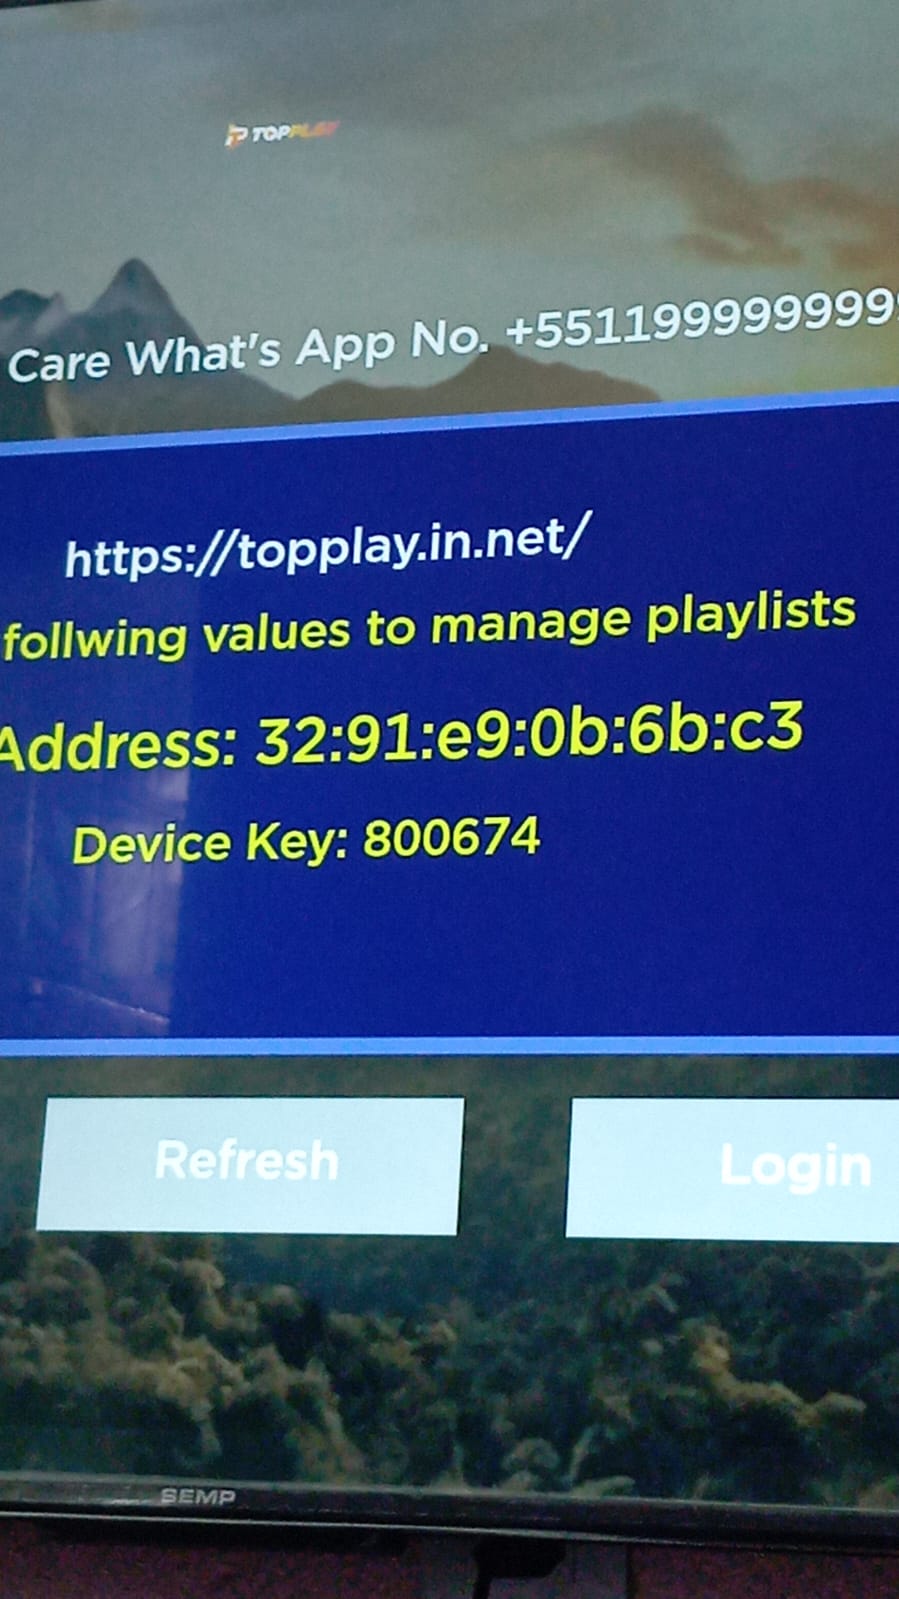 TOPPLAY
Care What's App No. +5511999999999
https://topplay.in.net/
follwing values to manage playlists
Address: 32:91:e9:0b:6b:c3
Device Key: 800674
Refresh
Login
SEMP